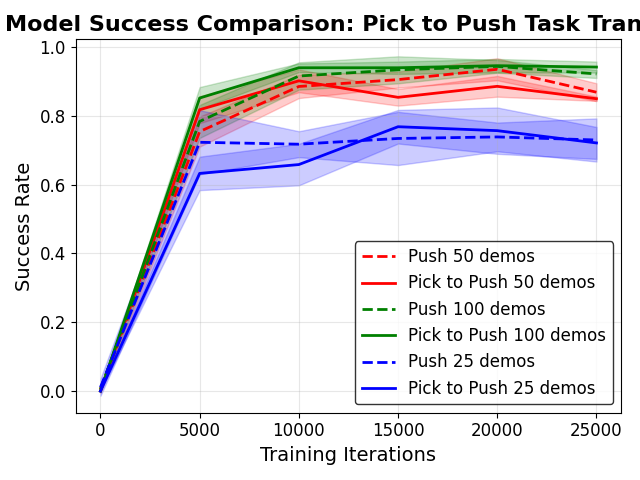 Model Success Comparison: Pick to Push Task Tran
1.0
0.8
0.6
0.4
0.2
0.0
Success Rate
Push 50 demos
Pick to Push 50 demos
Push 100 demos
Pick to Push 100 demos
Push 25 demos
Pick to Push 25 demos
0 5000 10000 15000 20000 25000
Training Iterations